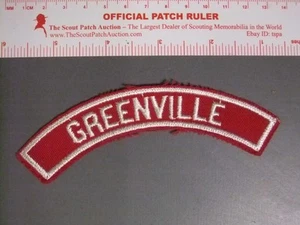 OFFICIAL PATCH RULER
The Scout Patch Auction is Largest Dealer of Scouting Memorabilia in the World
www.TheScoutPatchAuction.com Ebay ID: tspa
GREENVILLE